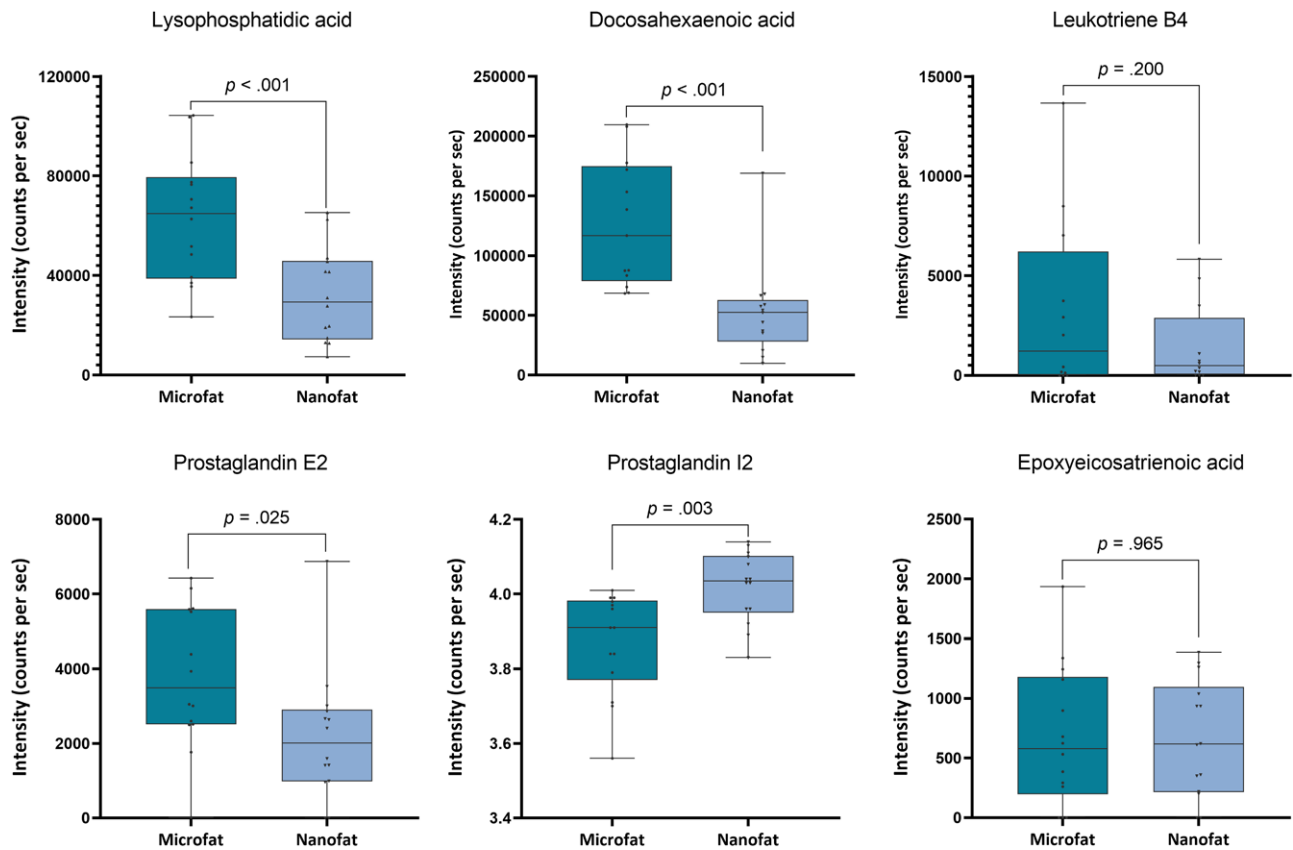 Lysophosphatidic acid
Intensity (counts per sec)
120000
80000
40000
0
p < .001
Microfat
Nanofat
Docosahexaenoic acid
Intensity (counts per sec)
250000
200000
150000
100000
50000
0
p < .001
Microfat
Nanofat
Leukotriene B4
Intensity (counts per sec)
15000
10000
5000
0
p = .200
Microfat
Nanofat
Prostaglandin E2
Intensity (counts per sec)
8000
6000
4000
2000
0
p = .025
Microfat
Nanofat
Prostaglandin I2
Intensity (counts per sec)
4.2
4.0
3.8
3.6
3.4
p = .003
Microfat
Nanofat
Epoxyeicosatrienoic acid
Intensity (counts per sec)
2500
2000
1500
1000
500
0
p = .965
Microfat
Nanofat